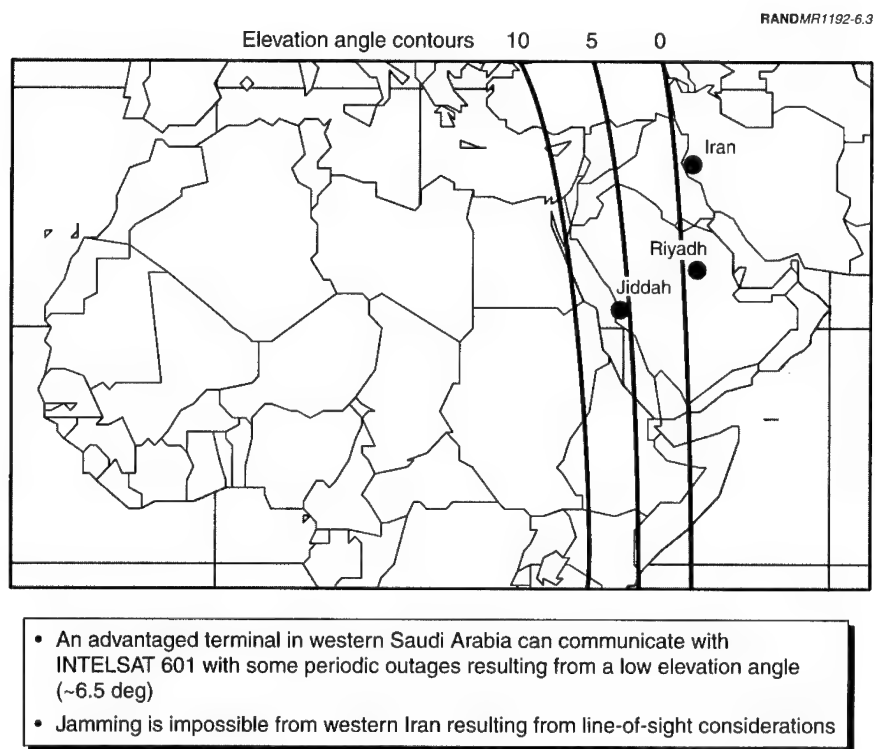 RANDMR1192-6.3
Elevation angle contours 10 5 0
Iran
Riyadh
Jiddah
• An advantaged terminal in western Saudi Arabia can communicate with
INTELSAT 601 with some periodic outages resulting from a low elevation angle
(~6.5 deg)
• Jamming is impossible from western Iran resulting from line-of-sight considerations